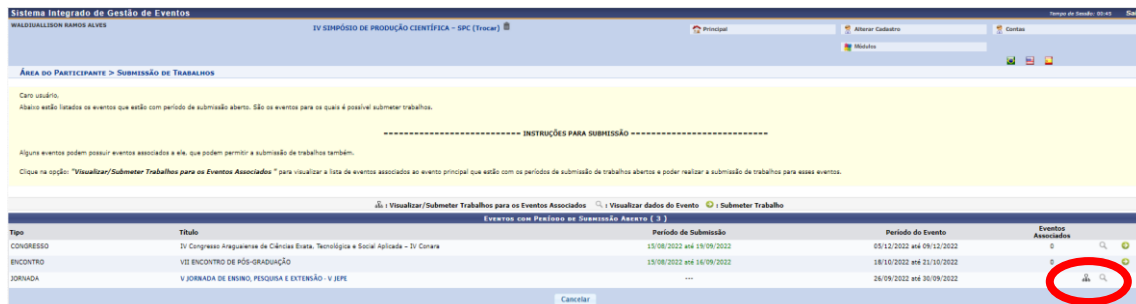 Sistema Integrado de Gestão de Eventos
Tempo de Sessão: 00:45
WALDIUALLISON RAMOS ALVES
IV SIMPÓSIO DE PRODUÇÃO CIENTÍFICA – SPC (Trocar)
Principal
Alterar Cadastro
Contas
Módulos
ÁREA DO PARTICIPANTE > SUBMISSÃO DE TRABALHOS
Caro usuário,
Abaixo estão listados os eventos que estão com período de submissão aberto. São os eventos para os quais é possível submeter trabalhos.
=========================== INSTRUÇÕES PARA SUBMISSÃO ===========================
Alguns eventos podem possuir eventos associados a ele, que podem permitir a submissão de trabalhos também.
Clique na opção: "Visualizar/Submeter Trabalhos para os Eventos Associados " para visualizar a lista de eventos associados ao evento principal que estão com os períodos de submissão de trabalhos abertos e poder realizar a submissão de trabalhos para esses eventos.
: Visualizar/Submeter Trabalhos para os Eventos Associados : Visualizar dados do Evento : Submeter Trabalho
EVENTOS COM PERÍODO DE SUBMISSÃO ABERTO ( 3 )
Tipo Título Período de Submissão Período do Evento Eventos Associados
CONGRESSO IV Congresso Araguaiense de Ciências Exata, Tecnológica e Social Aplicada – IV Conara 15/08/2022 até 19/09/2022 05/12/2022 até 09/12/2022 0
ENCONTRO VII ENCONTRO DE PÓS-GRADUAÇÃO 15/08/2022 até 16/09/2022 18/10/2022 até 21/10/2022 0
JORNADA V JORNADA DE ENSINO, PESQUISA E EXTENSÃO - V JEPE --- 26/09/2022 até 30/09/2022
Cancelar